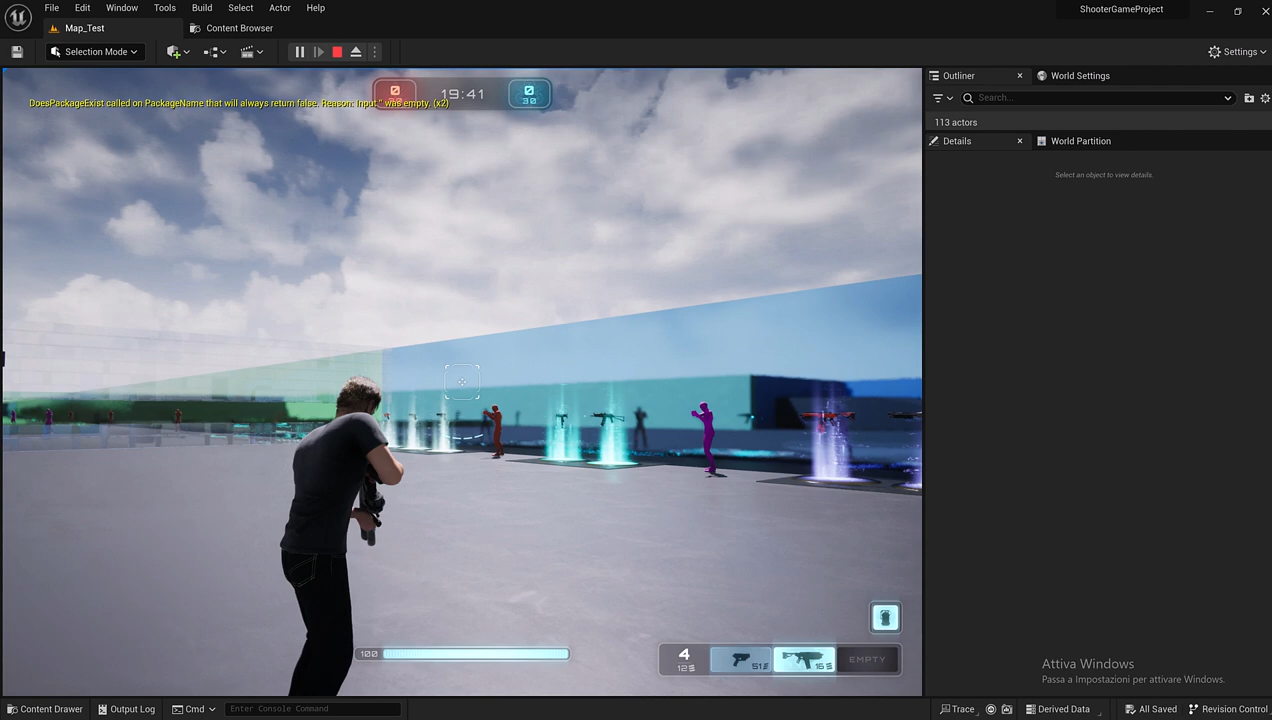 File Edit Window Tools Build Select Actor Help
ShooterGameProject
Map_Test
Content Browser
Selection Mode
Settings
Outliner
World Settings
Search...
113 actors
Details
World Partition
Select an object to view details.
0 19:41 0
30
DoesPackageExist called on PackageName that will always return false. Reason: Input '' was empty. (x2)
100
4
12
51
16
EMPTY
Attiva Windows
Passa a Impostazioni per attivare Windows.
Content Drawer
Output Log
Cmd
Enter Console Command
Trace
Derived Data
All Saved
Revision Control